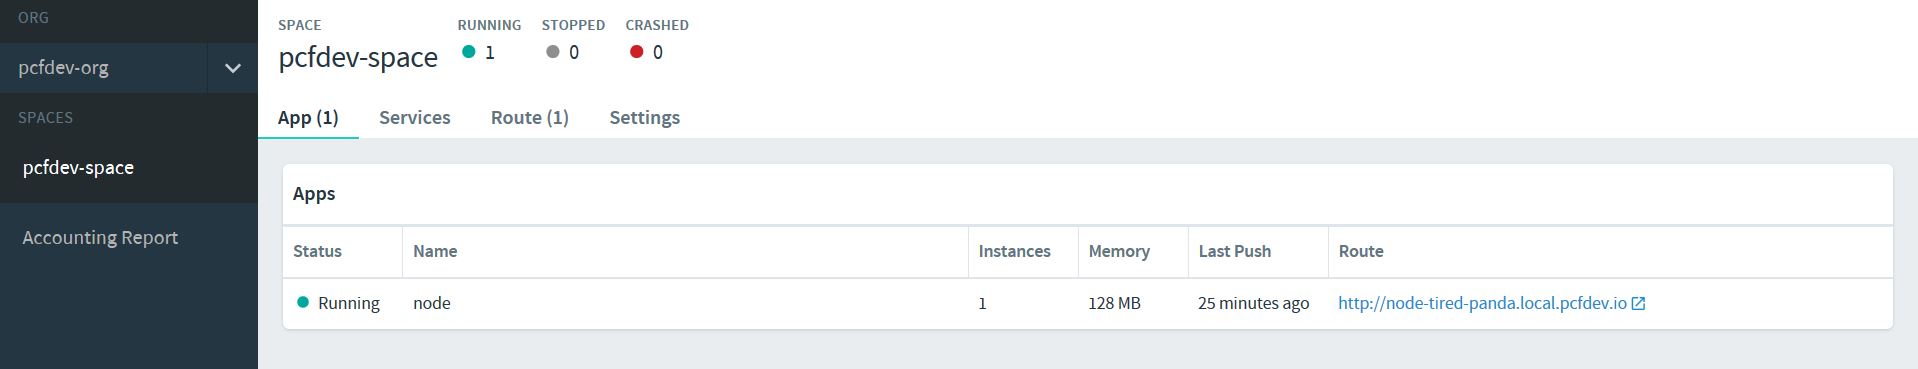 ORG
pcfdev-org
SPACES
pcfdev-space
Accounting Report
SPACE RUNNING STOPPED CRASHED
pcfdev-space 1 0 0
App (1) Services Route (1) Settings
Apps
Status Name Instances Memory Last Push Route
Running node 1 128 MB 25 minutes ago http://node-tired-panda.local.pcfdev.io